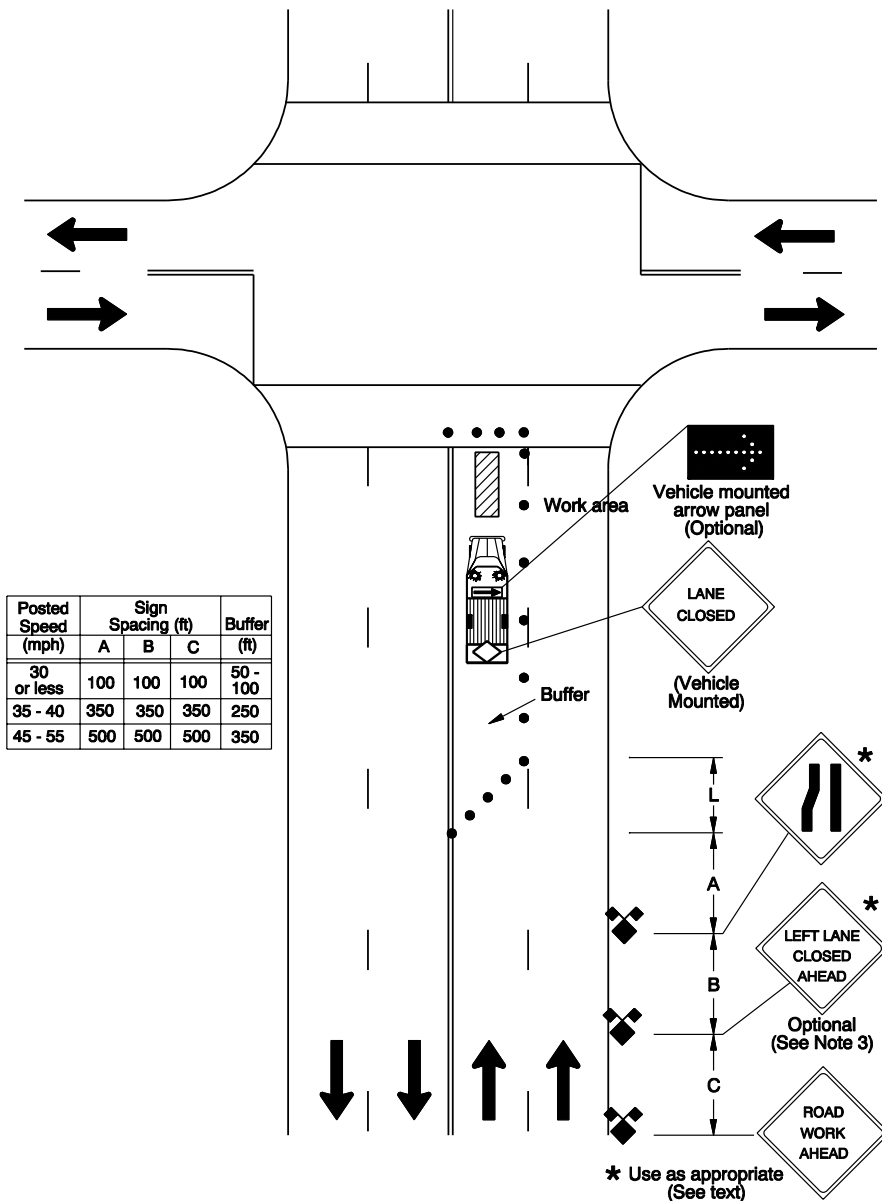 Work area
Vehicle mounted
arrow panel
(Optional)
LANE
CLOSED
(Vehicle
Mounted)
Posted
Speed
(mph)
Sign
Spacing (ft)
Buffer
(ft)
A B C
30
or less 100 100 100 50 -
100
35 - 40 350 350 350 250
45 - 55 500 500 500 350
Buffer
L
A
LEFT LANE
CLOSED
AHEAD
*
*
B
Optional
(See Note 3)
C
ROAD
WORK
AHEAD
* Use as appropriate
(See text)